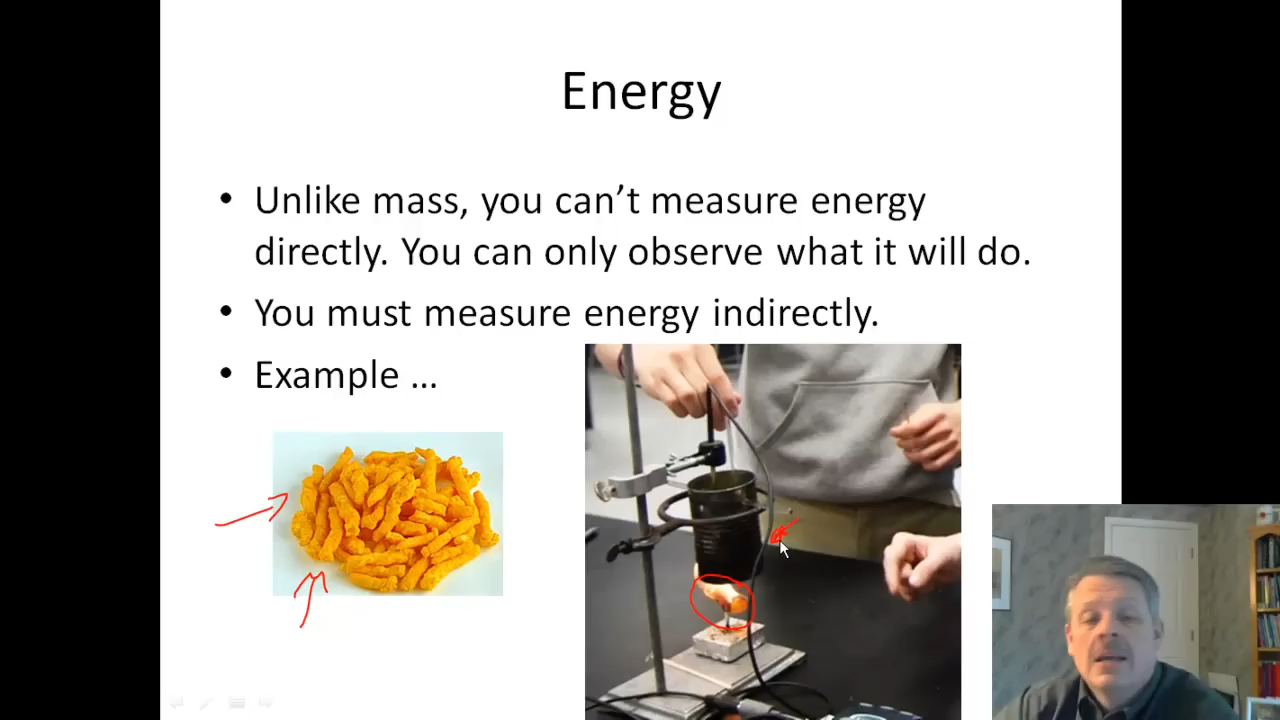 Energy
• Unlike mass, you can’t measure energy
directly. You can only observe what it will do.
• You must measure energy indirectly.
• Example ...